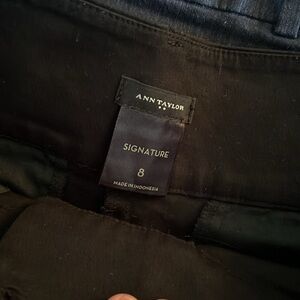 ANN TAYLOR
SIGNATURE
8
MADE IN INDONESIA